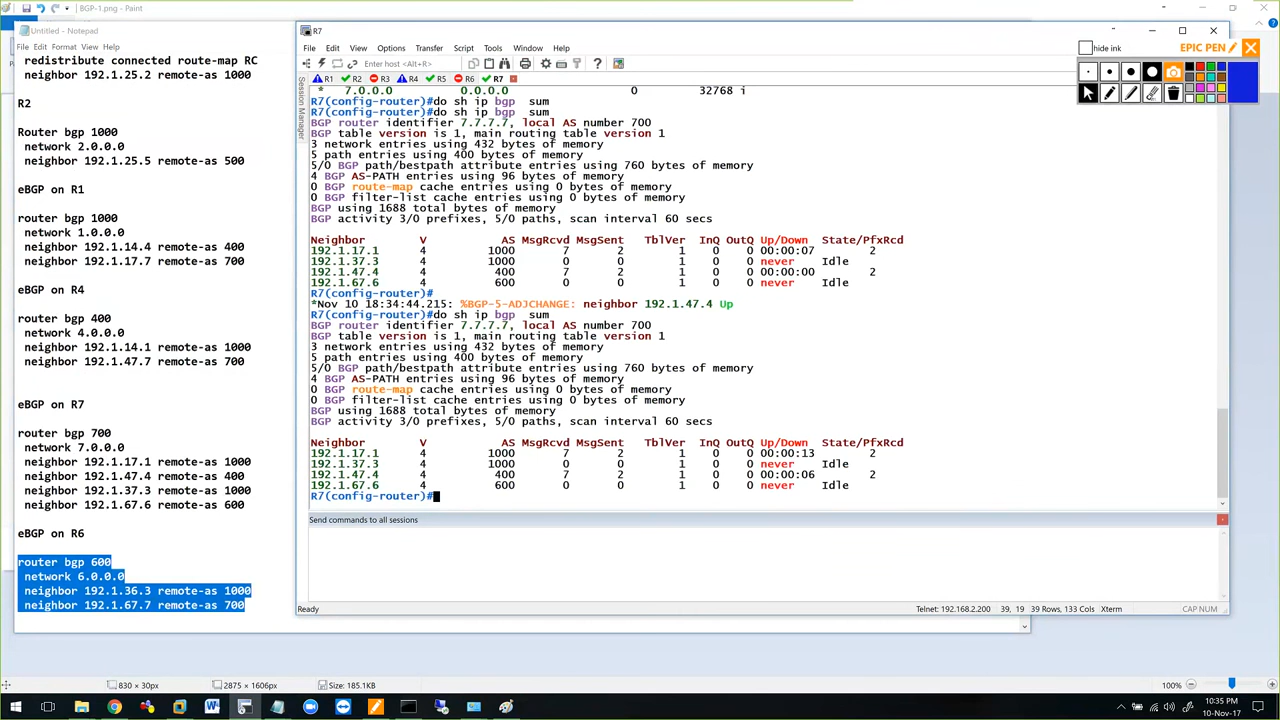 BGP-1.png - Paint
Untitled - Notepad
File Edit Format View Help
redistribute connected route-map RC
neighbor 192.1.25.2 remote-as 1000
R2
Router bgp 1000
network 2.0.0.0
neighbor 192.1.25.5 remote-as 500
eBGP on R1
router bgp 1000
network 1.0.0.0
neighbor 192.1.14.4 remote-as 400
neighbor 192.1.17.7 remote-as 700
eBGP on R4
router bgp 400
network 4.0.0.0
neighbor 192.1.14.1 remote-as 1000
neighbor 192.1.47.7 remote-as 700
eBGP on R7
router bgp 700
network 7.0.0.0
neighbor 192.1.17.1 remote-as 1000
neighbor 192.1.47.4 remote-as 400
neighbor 192.1.37.3 remote-as 1000
neighbor 192.1.67.6 remote-as 600
eBGP on R6
router bgp 600
network 6.0.0.0
neighbor 192.1.36.3 remote-as 1000
neighbor 192.1.67.7 remote-as 700
R7
File Edit View Options Transfer Script Tools Window Help
Enter host <Alt+R>
Session Manager
R1 R2 R3 R4 R5 R6 R7
* 7.0.0.0 0.0.0.0 0 32768 i
R7(config-router)#do sh ip bgp sum
R7(config-router)#do sh ip bgp sum
BGP router identifier 7.7.7.7, local AS number 700
BGP table version is 1, main routing table version 1
3 network entries using 432 bytes of memory
5 path entries using 400 bytes of memory
5/0 BGP path/bestpath attribute entries using 760 bytes of memory
4 BGP AS-PATH entries using 96 bytes of memory
0 BGP route-map cache entries using 0 bytes of memory
0 BGP filter-list cache entries using 0 bytes of memory
BGP using 1688 total bytes of memory
BGP activity 3/0 prefixes, 5/0 paths, scan interval 60 secs
Neighbor V AS MsgRcvd MsgSent TblVer InQ OutQ Up/Down State/PfxRcd
192.1.17.1 4 1000 7 2 1 0 0 00:00:07 2
192.1.37.3 4 1000 0 0 1 0 0 never Idle
192.1.47.4 4 400 7 2 1 0 0 00:00:00 2
192.1.67.6 4 600 0 0 1 0 0 never Idle
R7(config-router)#
*Nov 10 18:34:44.215: %BGP-5-ADJCHANGE: neighbor 192.1.47.4 Up
R7(config-router)#do sh ip bgp sum
BGP router identifier 7.7.7.7, local AS number 700
BGP table version is 1, main routing table version 1
3 network entries using 432 bytes of memory
5 path entries using 400 bytes of memory
5/0 BGP path/bestpath attribute entries using 760 bytes of memory
4 BGP AS-PATH entries using 96 bytes of memory
0 BGP route-map cache entries using 0 bytes of memory
0 BGP filter-list cache entries using 0 bytes of memory
BGP using 1688 total bytes of memory
BGP activity 3/0 prefixes, 5/0 paths, scan interval 60 secs
Neighbor V AS MsgRcvd MsgSent TblVer InQ OutQ Up/Down State/PfxRcd
192.1.17.1 4 1000 7 2 1 0 0 00:00:13 2
192.1.37.3 4 1000 0 0 1 0 0 never Idle
192.1.47.4 4 400 7 2 1 0 0 00:00:06 2
192.1.67.6 4 600 0 0 1 0 0 never Idle
R7(config-router)#
Send commands to all sessions
Ready
Telnet: 192.168.2.200 39, 19 39 Rows, 133 Cols Xterm CAP NUM
hide ink
EPIC PEN
830 × 30px
2875 × 1606px
Size: 185.1KB
100%
10:35 PM
10-Nov-17